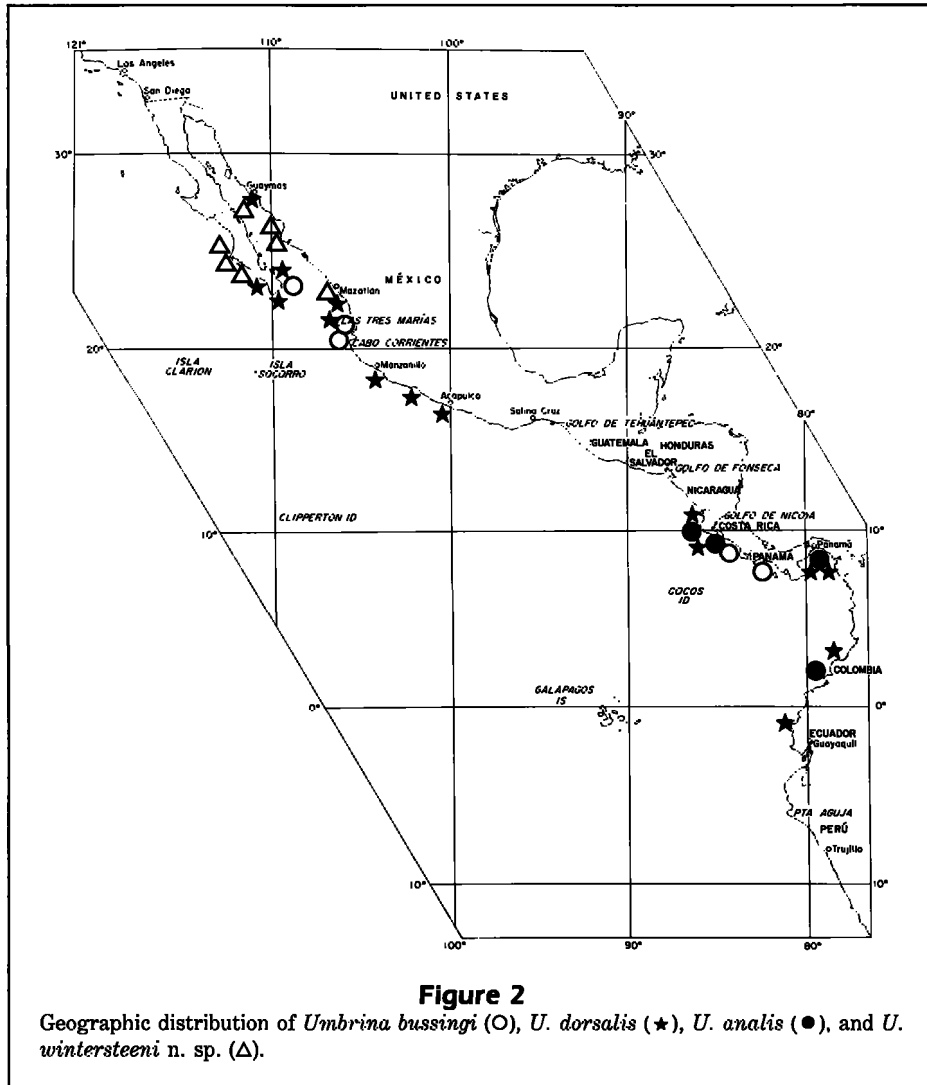 121° 110° 100°
Los Angeles
San Diego
UNITED STATES
90°
30° 30°
Guaymas
MÉXICO
Mazatlán
LAS TRES MARÍAS
CABO CORRIENTES
20° 20°
ISLA CLARION
ISLA SOCORRO
Manzanillo
Acapulco
80°
Salina Cruz
GOLFO DE TEHUANTEPEC
GUATEMALA HONDURAS
EL SALVADOR
GOLFO DE FONSECA
NICARAGUA
CLIPPERTON ID
GOLFO DE NICOYA
10° 10°
COSTA RICA
PANAMÁ
Panamá
COCOS ID
COLOMBIA
GALÁPAGOS IS
0° 0°
ECUADOR
Guayaquil
PTA AGUJA
PERÚ
Trujillo
10° 10°
100° 90° 80°
Figure 2
Geographic distribution of Umbrina bussingi (○), U. dorsalis (★), U. analis (●), and U.
wintersteeni n. sp. (△).